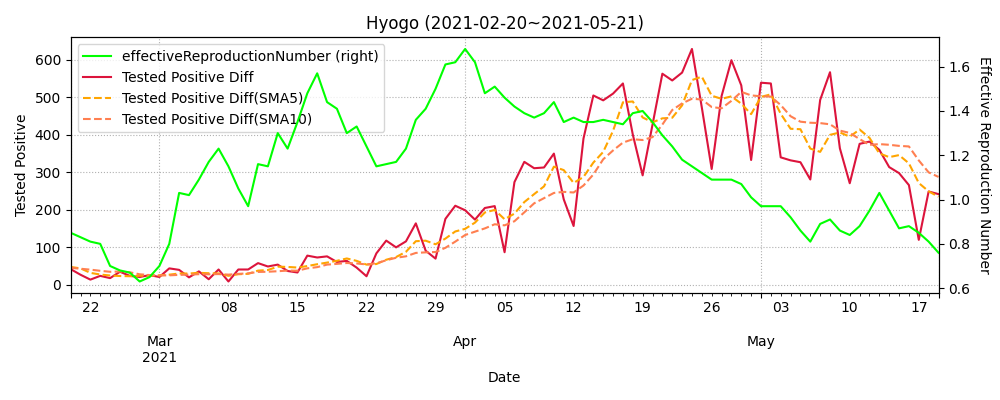 Hyogo (2021-02-20~2021-05-21)
effectiveReproductionNumber (right)
Tested Positive Diff
Tested Positive Diff(SMA5)
Tested Positive Diff(SMA10)
Tested Positive
600
500
400
300
200
100
0
1.6
1.4
1.2
1.0
0.8
0.6
Effective Reproduction Number
22 08 15 22 29 05 12 19 26 03 10 17
Mar Apr May
2021
Date